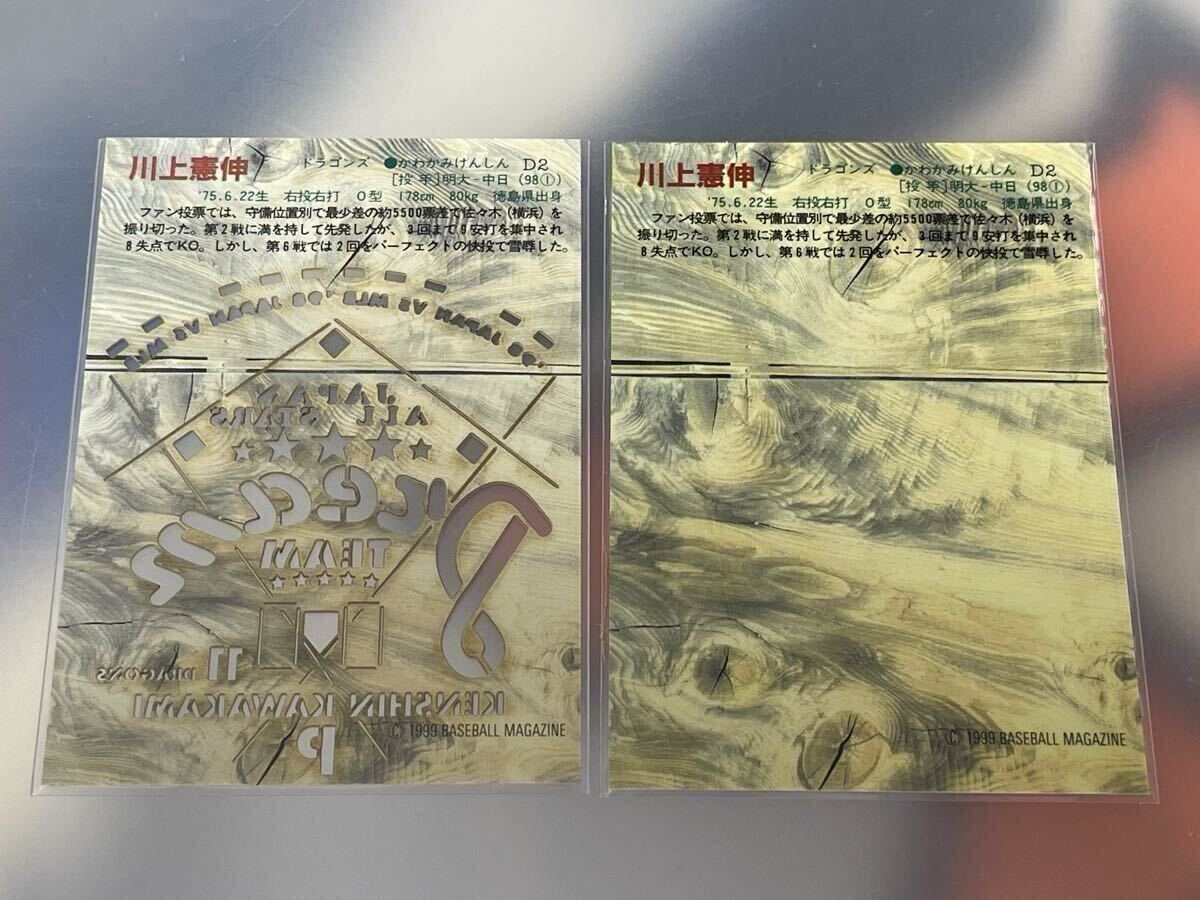 川上憲伸 ドラゴンズ ●かわかみけんしん D2
[投 年]明大-中日 (98①)
'75.6.22生 右投右打 O型 178cm 80kg 徳島県出身
ファン投票では、守備位置別で最少差の約5500票差で佐々木(横浜)を
振り切った。第2戦に満を持して先発したが、3回まで9安打を集中され
8失点でKO。しかし、第6戦では2回をパーフェクトの快投で雪辱した。
'98 JAPAN VS MLB '98 JAPAN VS MLB
JAPAN
ALL STARS
Dream
TEAM
11 DRAGONS
KENSHIN KAWAKAMI
P
© 1999 BASEBALL MAGAZINE
川上憲伸 ドラゴンズ ●かわかみけんしん D2
[投 年]明大-中日 (98①)
'75.6.22生 右投右打 O型 178cm 80kg 徳島県出身
ファン投票では、守備位置別で最少差の約5500票差で佐々木(横浜)を
振り切った。第2戦に満を持して先発したが、3回まで9安打を集中され
8失点でKO。しかし、第6戦では2回をパーフェクトの快投で雪辱した。
© 1999 BASEBALL MAGAZINE